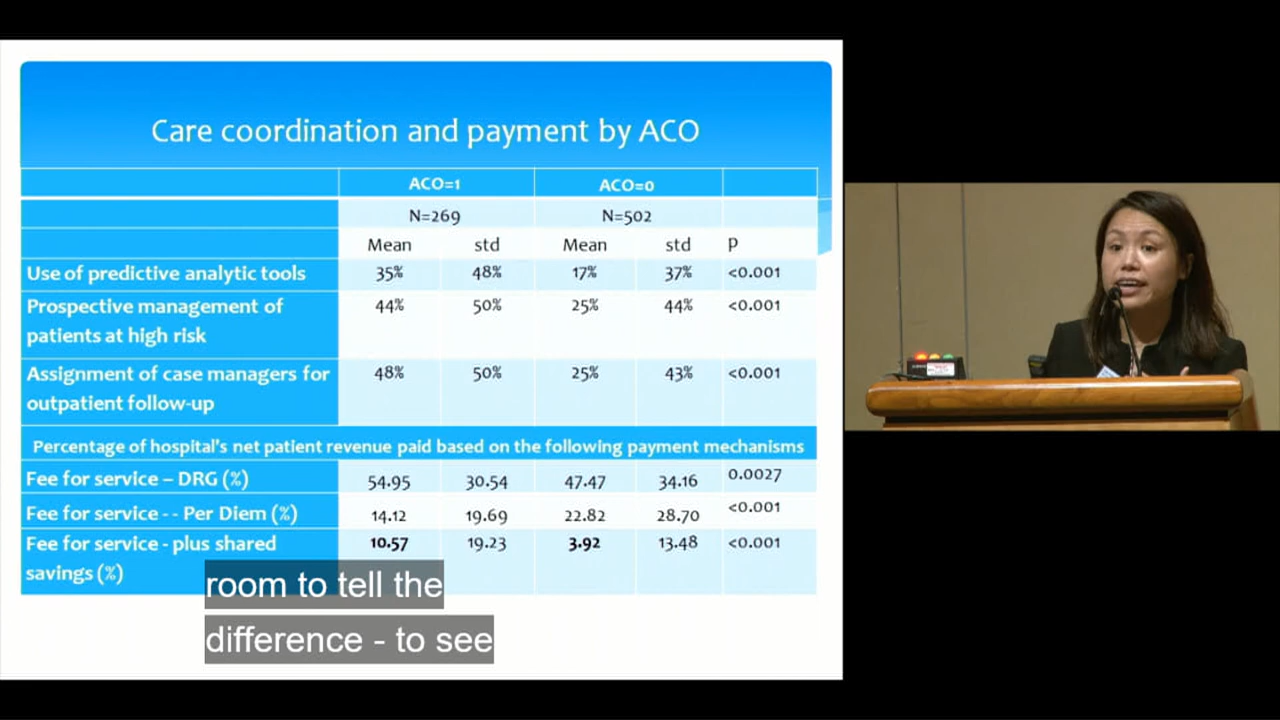 Care coordination and payment by ACO
ACO=1 ACO=0
N=269 N=502
Mean std Mean std P
Use of predictive analytic tools 35% 48% 17% 37% <0.001
Prospective management of 44% 50% 25% 44% <0.001
patients at high risk
Assignment of case managers for 48% 50% 25% 43% <0.001
outpatient follow-up
Percentage of hospital's net patient revenue paid based on the following payment mechanisms
Fee for service – DRG (%) 54.95 30.54 47.47 34.16 0.0027
Fee for service - - Per Diem (%) 14.12 19.69 22.82 28.70 <0.001
Fee for service - plus shared 10.57 19.23 3.92 13.48 <0.001
savings (%)
room to tell the
difference - to see